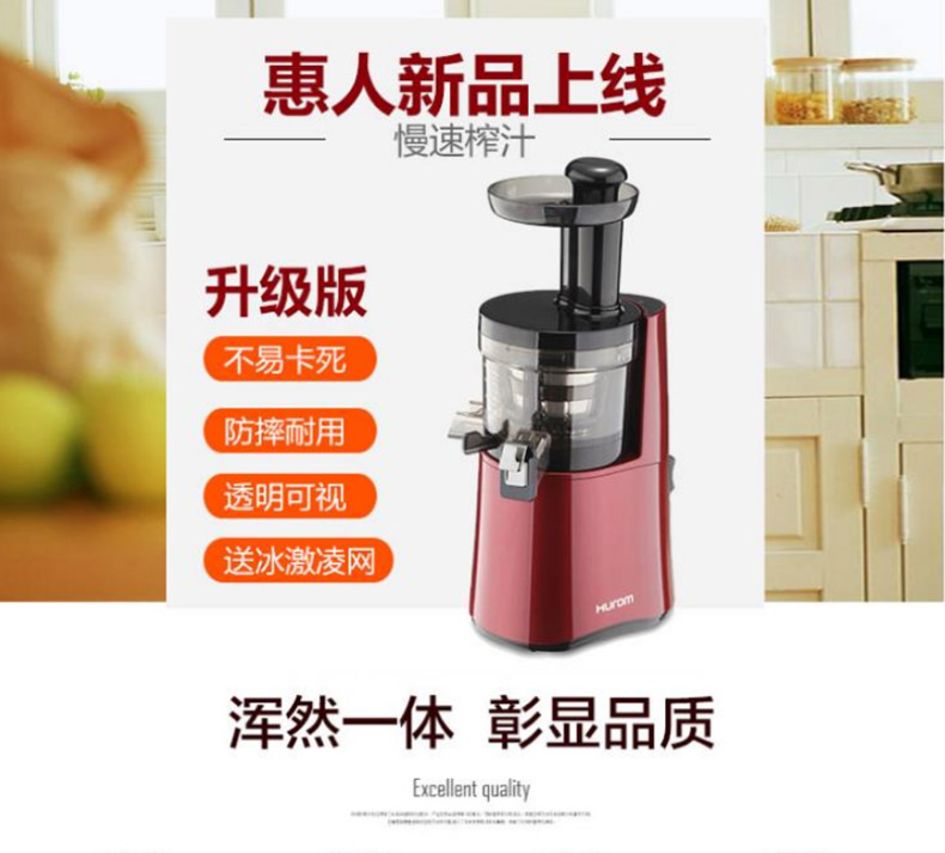 惠人新品上线
慢速榨汁
升级版
不易卡死
防摔耐用
透明可视
送冰激凌网
Hurom
浑然一体 彰显品质
Excellent quality